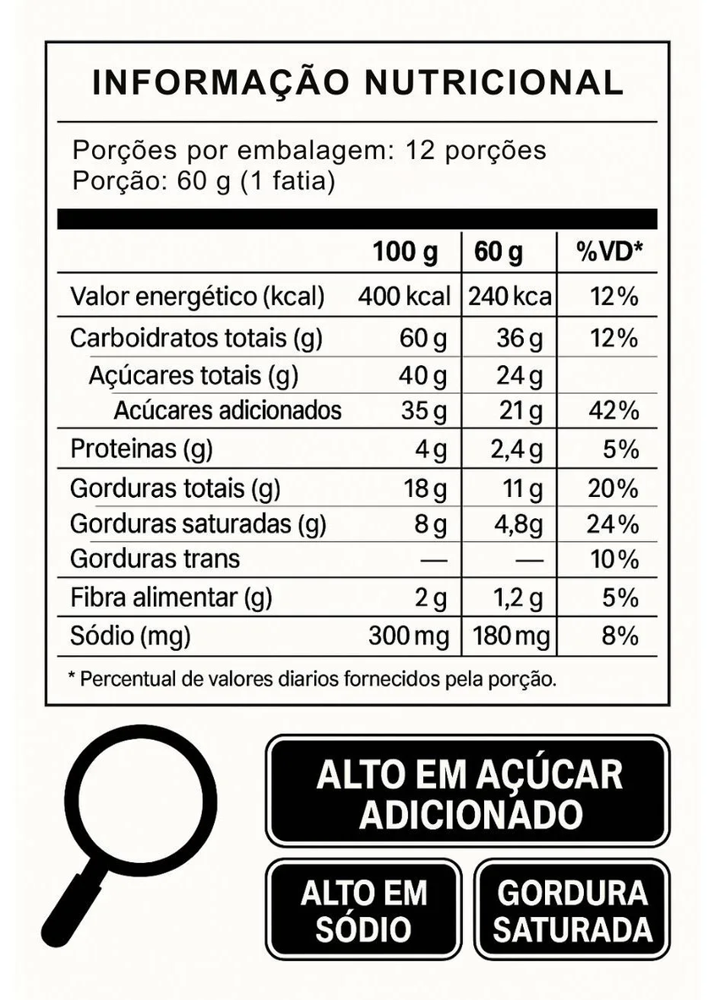 INFORMAÇÃO NUTRICIONAL
Porções por embalagem: 12 porções
Porção: 60 g (1 fatia)
100 g 60 g %VD*
Valor energético (kcal) 400 kcal 240 kca 12%
Carboidratos totais (g) 60 g 36 g 12%
Açúcares totais (g) 40 g 24 g
Acúcares adicionados 35 g 21 g 42%
Proteinas (g) 4 g 2,4 g 5%
Gorduras totais (g) 18 g 11 g 20%
Gorduras saturadas (g) 8 g 4,8g 24%
Gorduras trans — — 10%
Fibra alimentar (g) 2 g 1,2 g 5%
Sódio (mg) 300 mg 180 mg 8%
* Percentual de valores diarios fornecidos pela porção.
ALTO EM AÇÚCAR
ADICIONADO
ALTO EM
SÓDIO
GORDURA
SATURADA